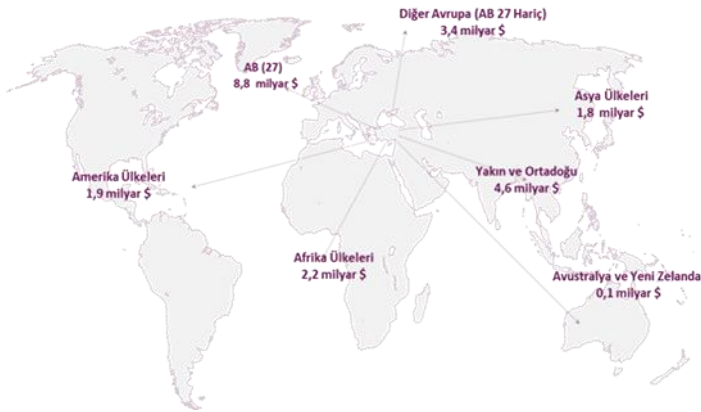 Diğer Avrupa (AB 27 Hariç)
3,4 milyar $
AB (27)
8,8 milyar $
Asya Ülkeleri
1,8 milyar $
Amerika Ülkeleri
1,9 milyar $
Yakın ve Ortadoğu
4,6 milyar $
Afrika Ülkeleri
2,2 milyar $
Avustralya ve Yeni Zelanda
0,1 milyar $